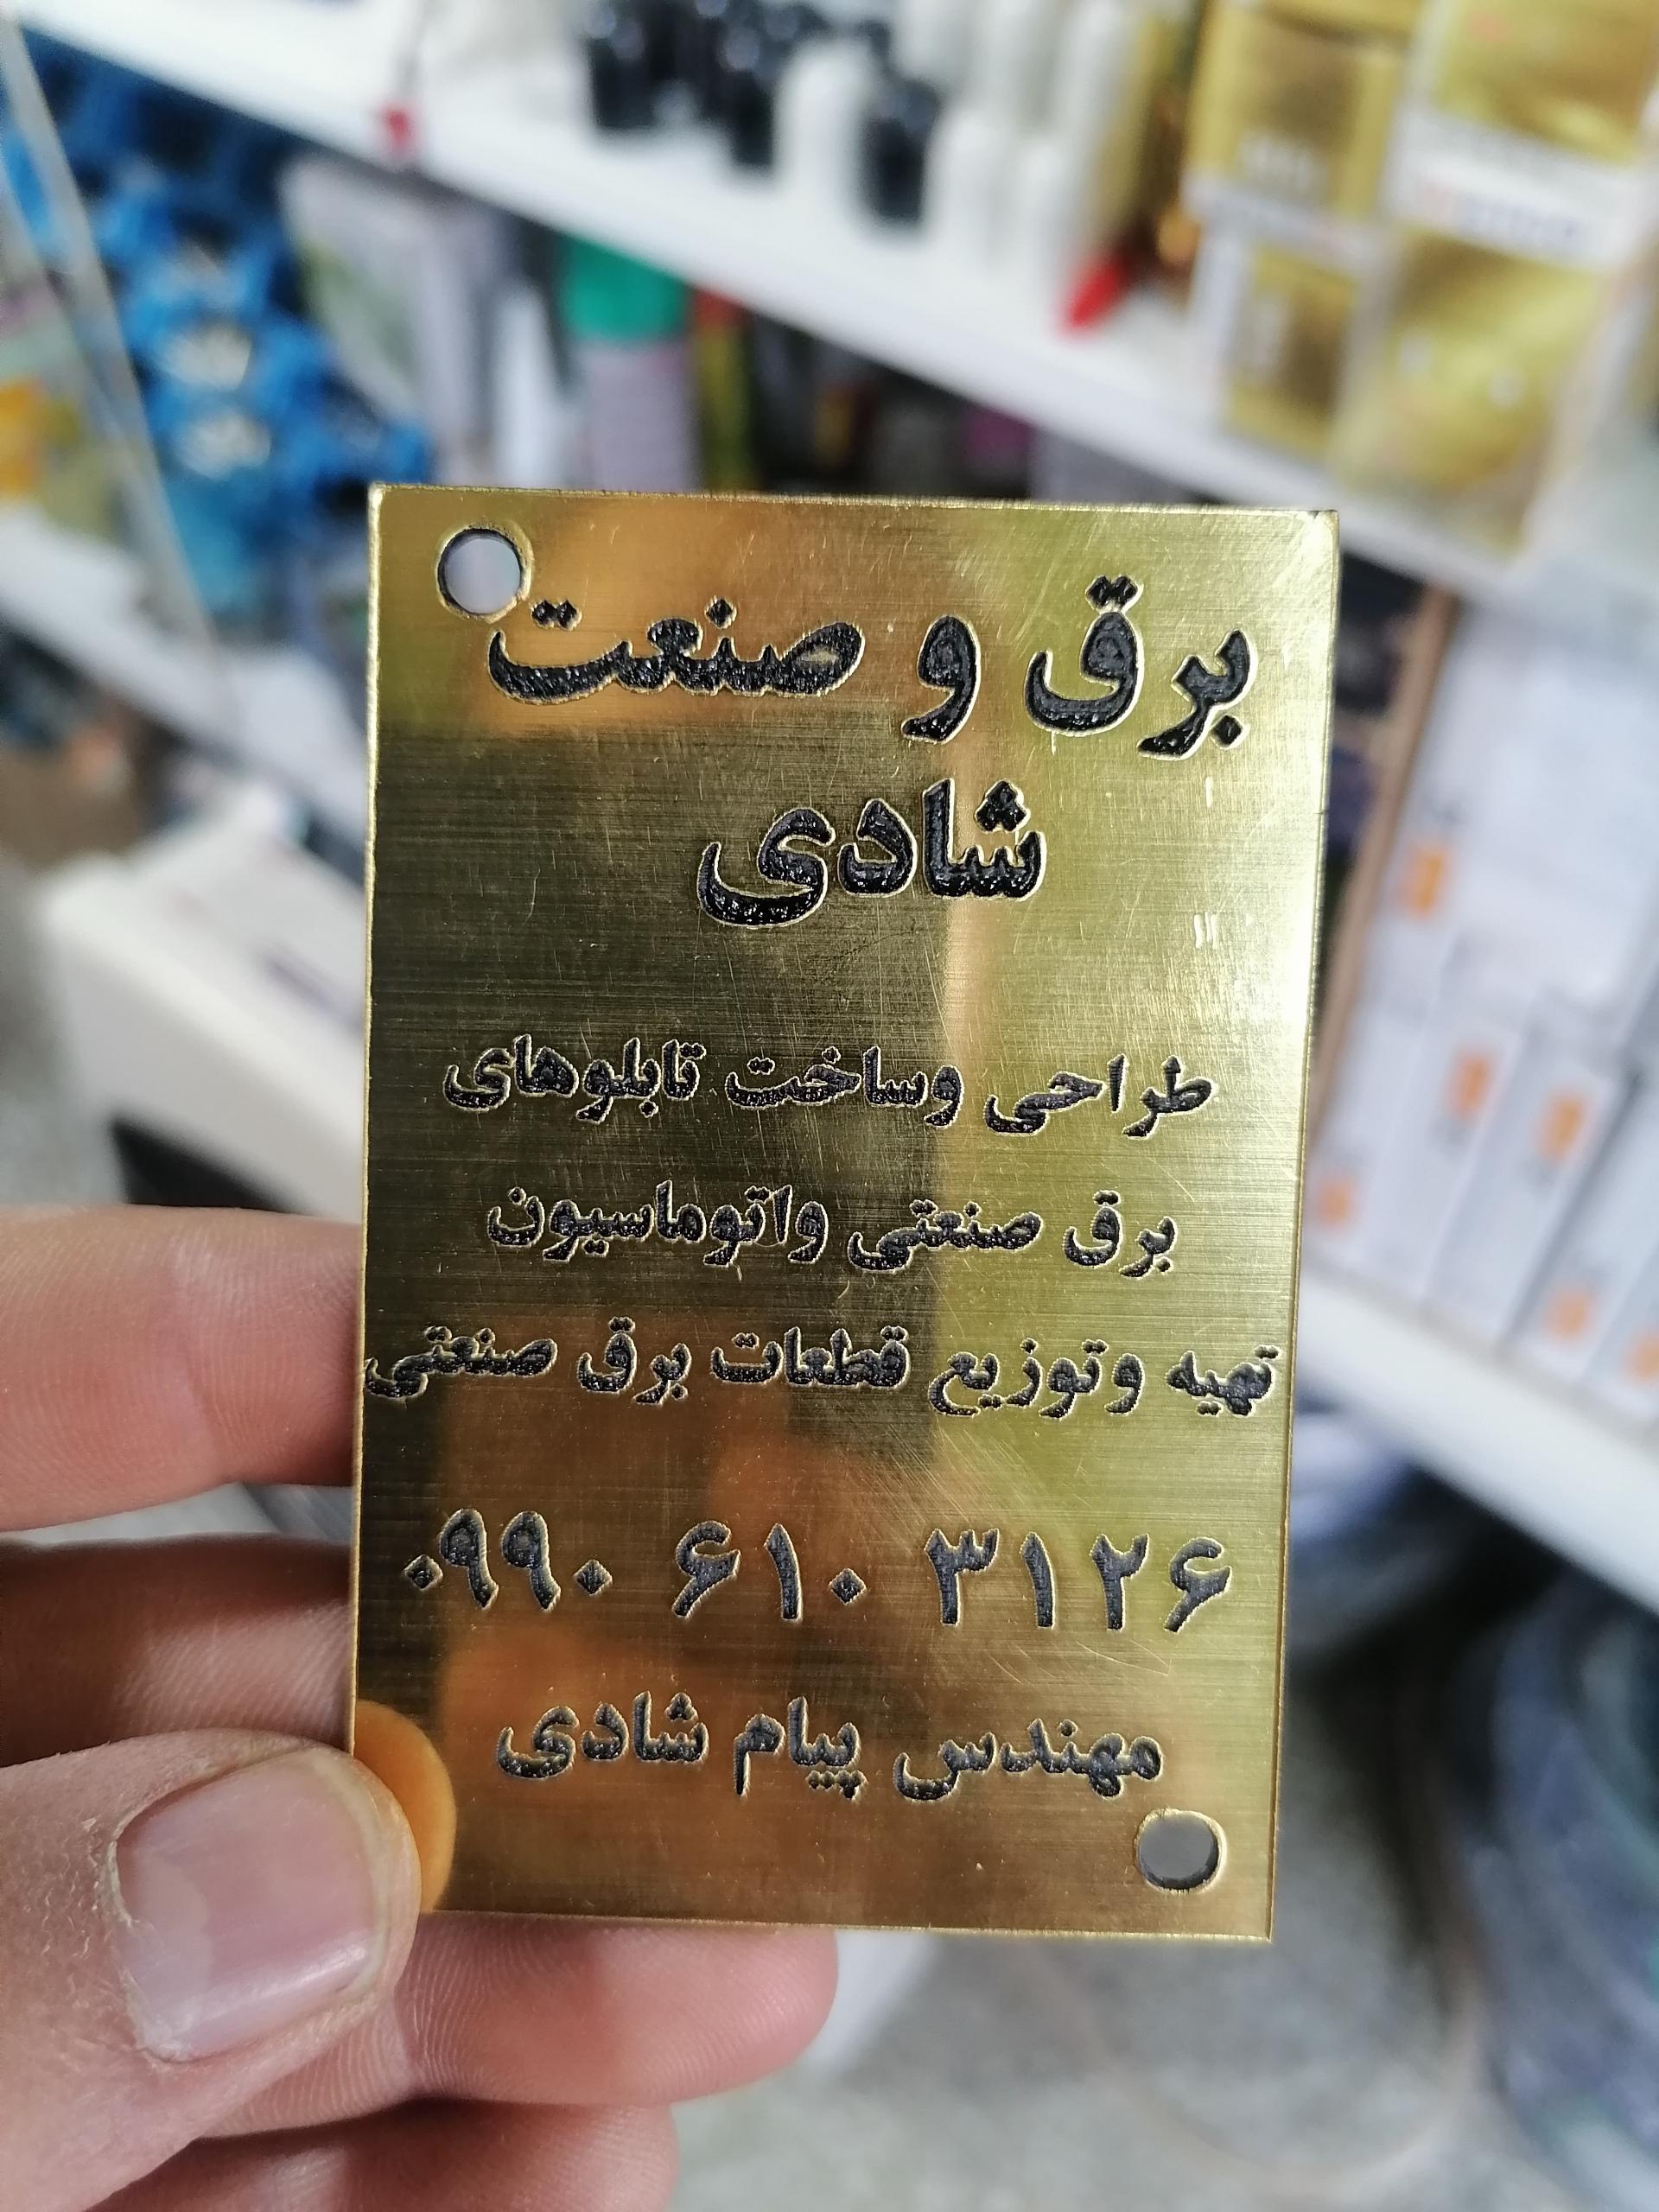 برق و صنعت
شادی
طراحی وساخت تابلوهای
برق صنعتی واتوماسیون
تهیه وتوزیع قطعات برق صنعتی
۰۹۹۰ ۶۱۰ ۳۱۲۶
مهندس پیام شادی